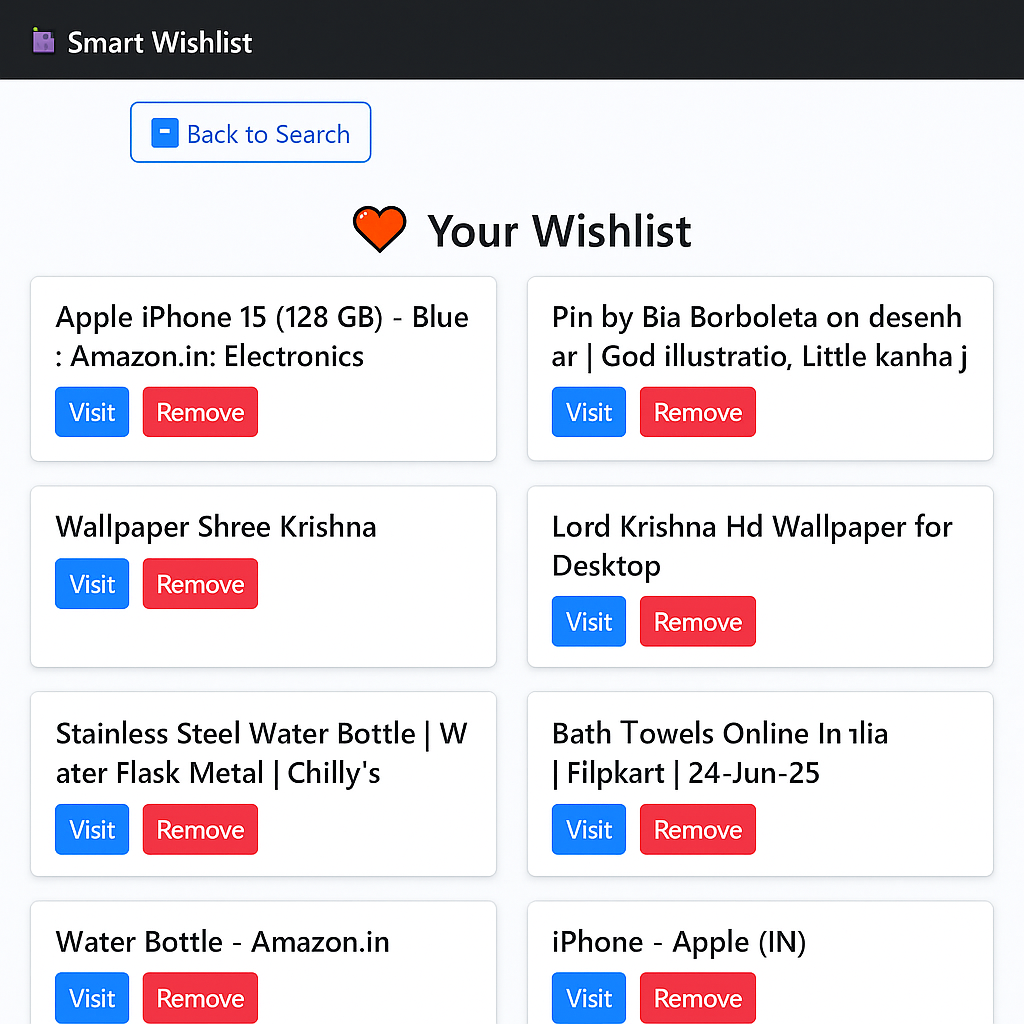 Smart Wishlist
Back to Search
Your Wishlist
Apple iPhone 15 (128 GB) - Blue
: Amazon.in: Electronics
Visit Remove
Pin by Bia Borboleta on desenh
ar | God illustratio, Little kanha j
Visit Remove
Wallpaper Shree Krishna
Visit Remove
Lord Krishna Hd Wallpaper for
Desktop
Visit Remove
Stainless Steel Water Bottle | W
ater Flask Metal | Chilly's
Visit Remove
Bath Towels Online In
| Filpkart | 24-Jun-25
Visit Remove
Water Bottle - Amazon.in
Visit Remove
iPhone - Apple (IN)
Visit Remove